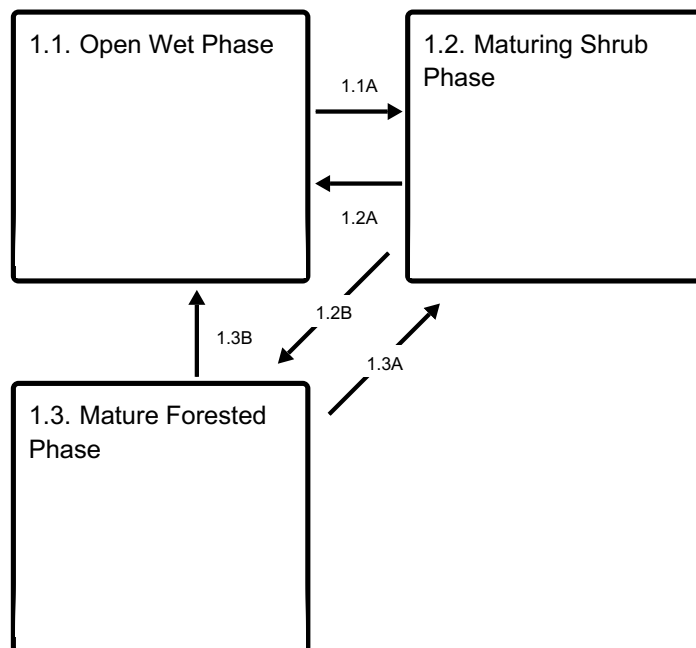 1.1. Open Wet Phase
1.2. Maturing Shrub
Phase
1.1A
1.2A
1.2B
1.3B
1.3A
1.3. Mature Forested
Phase